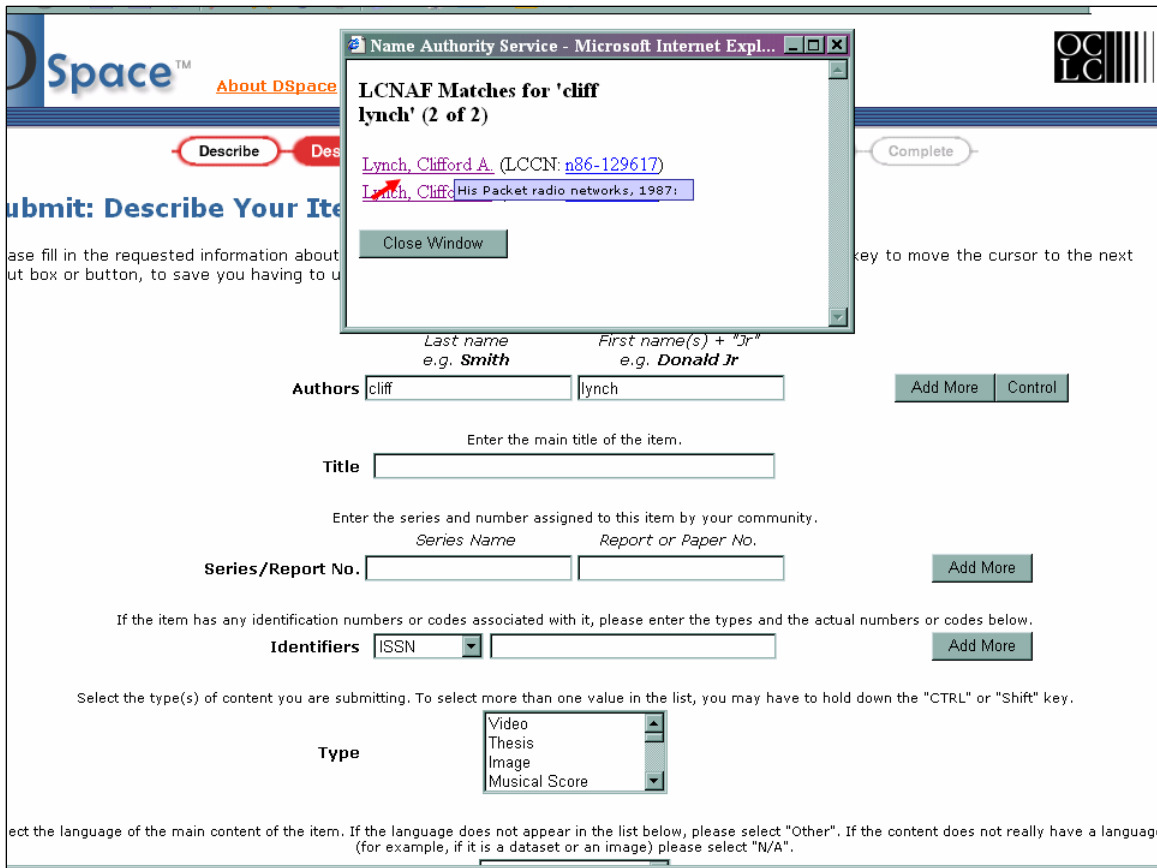 Space™
About DSpace
OC
LC
Name Authority Service - Microsoft Internet Expl...
LCNAF Matches for 'cliff
lynch' (2 of 2)
Lynch, Clifford A. (LCCN: n86-129617)
Lynch, Cliffo
His Packet radio networks, 1987:
Close Window
Describe
Des
Complete
ubmit: Describe Your Ite
ase fill in the requested information about
key to move the cursor to the next
ut box or button, to save you having to u
Last name First name(s) + "Jr"
e.g. Smith e.g. Donald Jr
Authors cliff lynch Add More Control
Enter the main title of the item.
Title
Enter the series and number assigned to this item by your community.
Series Name Report or Paper No.
Series/Report No. Add More
If the item has any identification numbers or codes associated with it, please enter the types and the actual numbers or codes below.
Identifiers ISSN Add More
Select the type(s) of content you are submitting. To select more than one value in the list, you may have to hold down the "CTRL" or "Shift" key.
Video
Thesis
Type
Image
Musical Score
ect the language of the main content of the item. If the language does not appear in the list below, please select "Other". If the content does not really have a language
(for example, if it is a dataset or an image) please select "N/A".